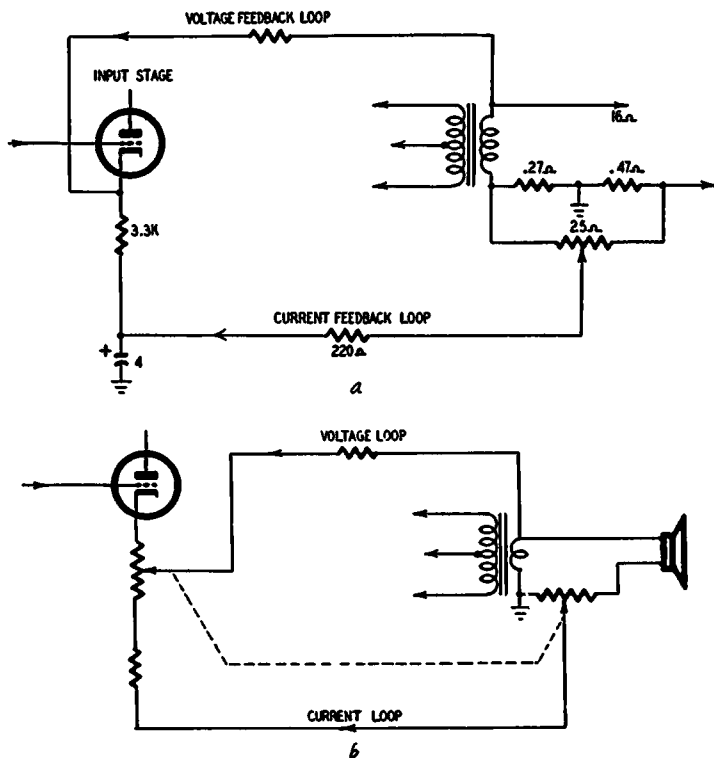 VOLTAGE FEEDBACK LOOP
INPUT STAGE
16Ω
.27Ω
.47Ω
25Ω
3.3K
CURRENT FEEDBACK LOOP
220Ω
+
4
a
VOLTAGE LOOP
CURRENT LOOP
b